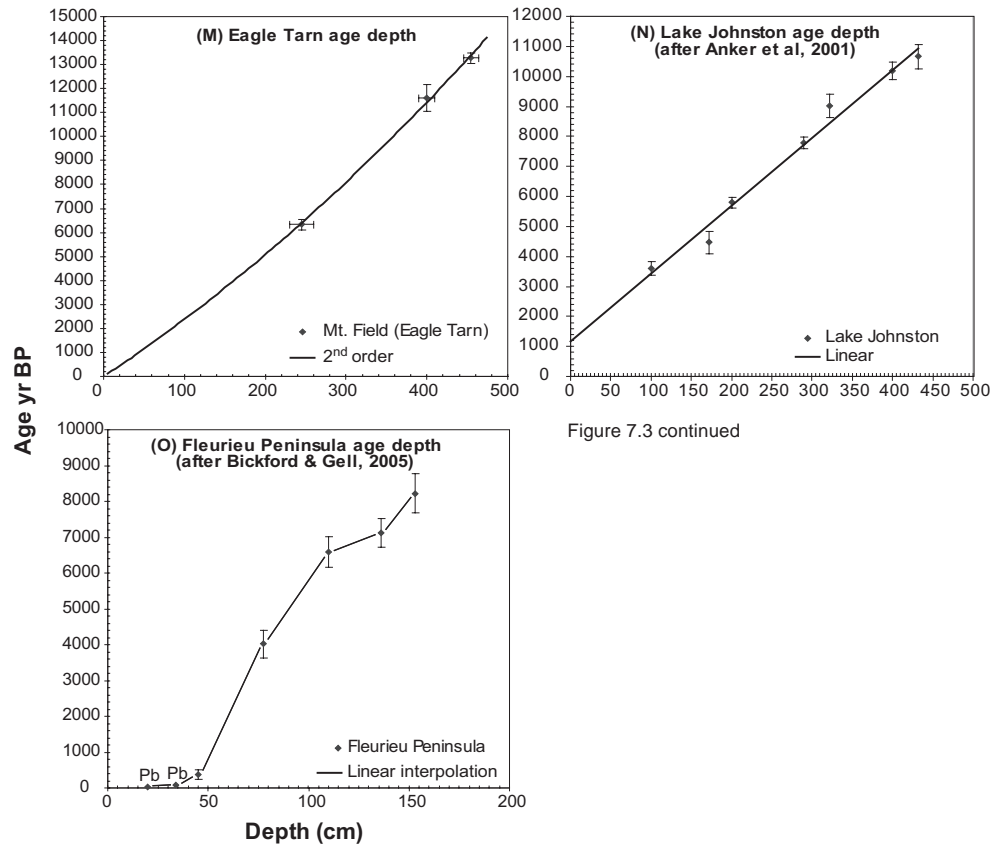 (M) Eagle Tarn age depth
15000
14000
13000
12000
11000
10000
9000
8000
7000
6000
5000
4000
3000
2000
1000
0
0 100 200 300 400 500
Mt. Field (Eagle Tarn)
2nd order
(N) Lake Johnston age depth
(after Anker et al, 2001)
12000
11000
10000
9000
8000
7000
6000
5000
4000
3000
2000
1000
0
0 50 100 150 200 250 300 350 400 450 500
Lake Johnston
Linear
Age yr BP
Figure 7.3 continued
(O) Fleurieu Peninsula age depth
(after Bickford & Gell, 2005)
10000
9000
8000
7000
6000
5000
4000
3000
2000
1000
0
Pb Pb
0 50 100 150 200
Fleurieu Peninsula
Linear interpolation
Depth (cm)